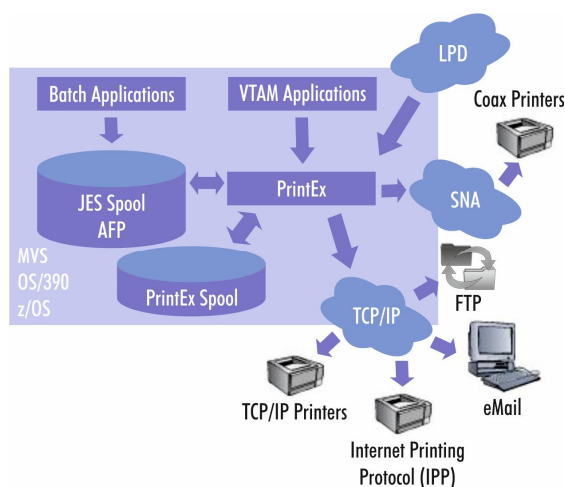 LPD
Batch Applications
VTAM Applications
Coax Printers
JES Spool
AFP
PrintEx
SNA
MVS
OS/390
z/OS
PrintEx Spool
TCP/IP
FTP
TCP/IP Printers
eMail
Internet Printing
Protocol (IPP)